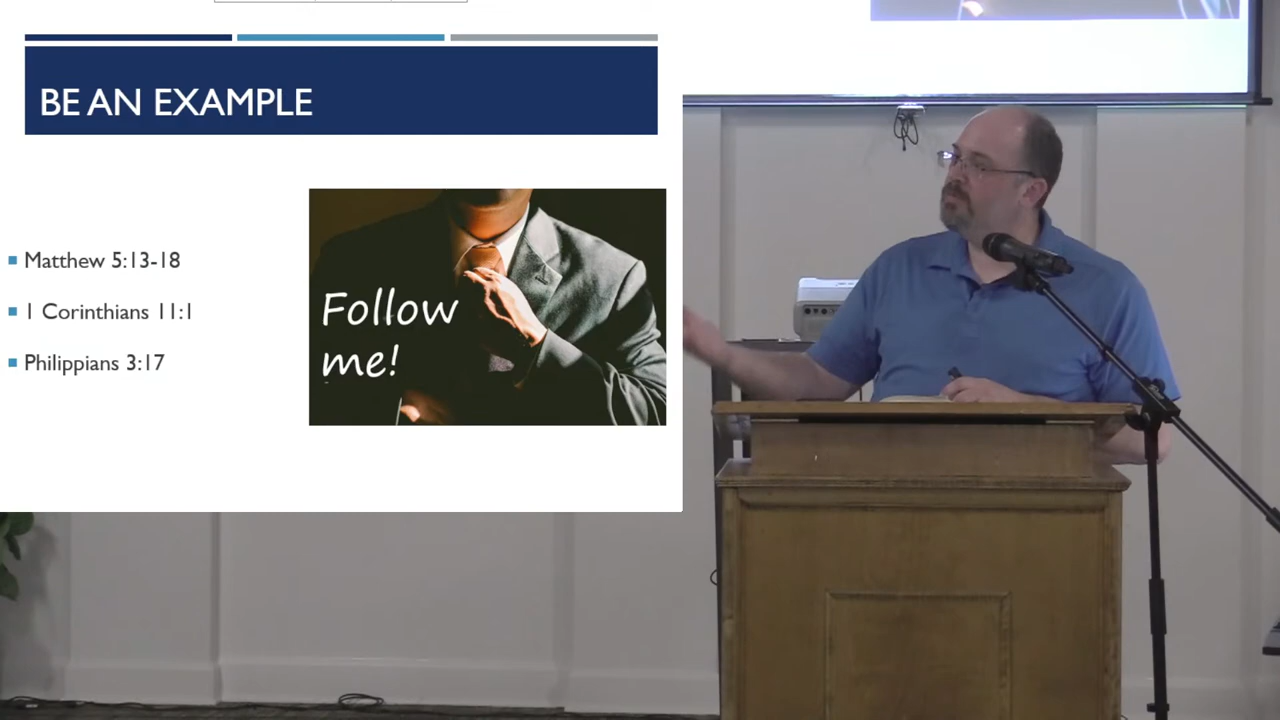 BE AN EXAMPLE
Matthew 5:13-18
1 Corinthians 11:1
Philippians 3:17
Follow
me!